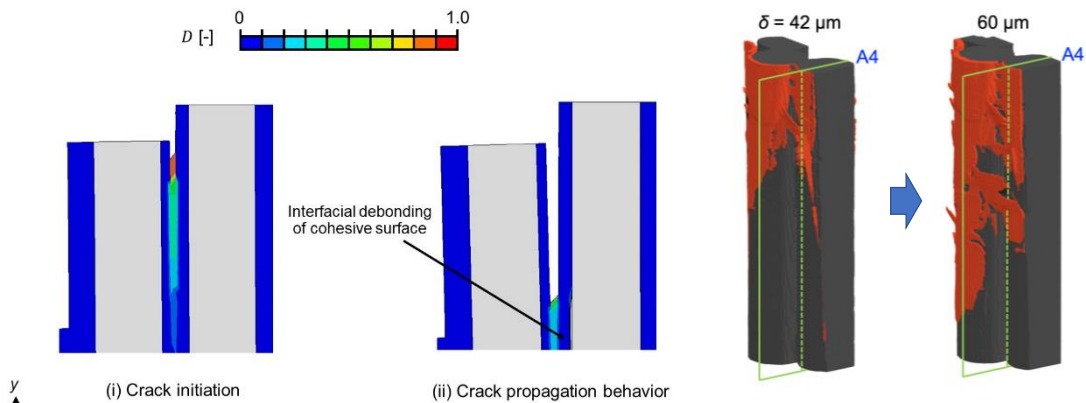 0 1.0
D [-]
δ = 42 μm 60 μm
A4 A4
Interfacial debonding
of cohesive surface
y
(i) Crack initiation (ii) Crack propagation behavior